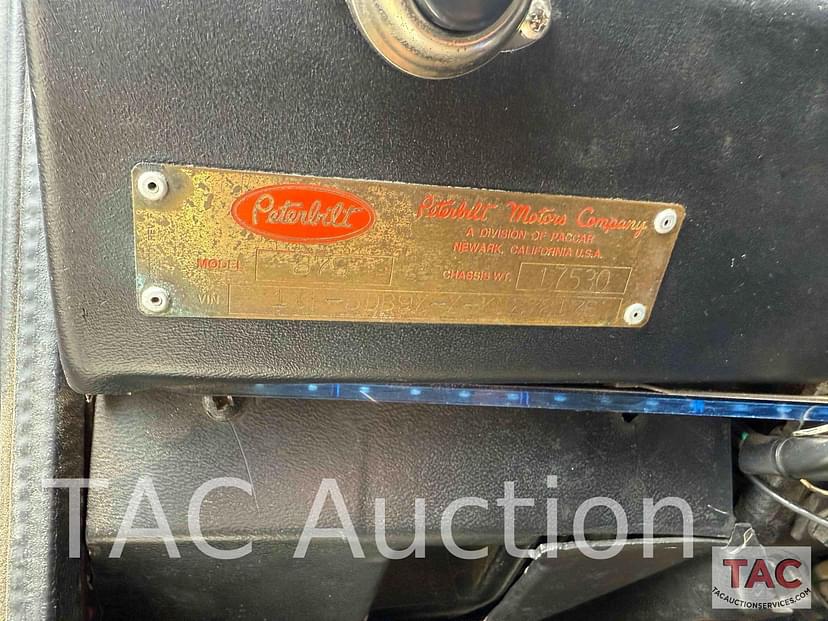 Peterbilt
Peterbilt Motors Company
A DIVISION OF PACCAR
NEWARK, CALIFORNIA U.S.A.
MODEL
CHASSIS WT. 17530
VIN
TAC Auction
TAC
TACAUCTIONSERVICES.COM